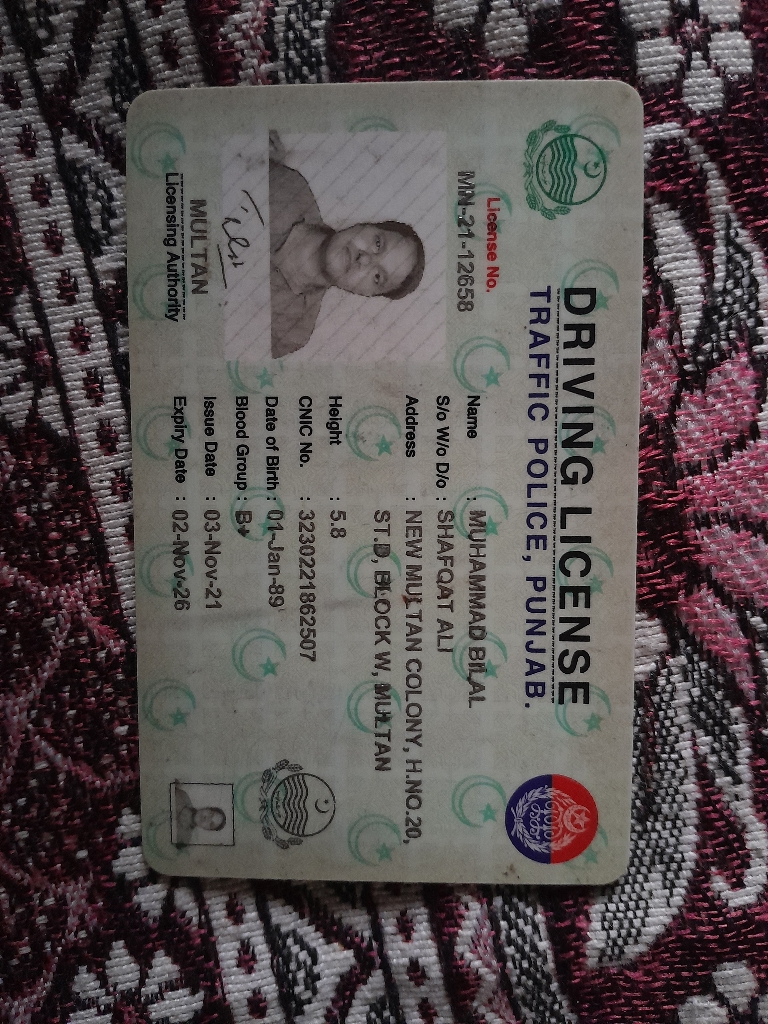 DRIVING LICENSE
TRAFFIC POLICE, PUNJAB.
License No.
MN-21-12658
Name : MUHAMMAD BILAL
S/o W/o D/o : SHAFQAT ALI
Address : NEW MULTAN COLONY, H.NO.20,
ST.D, BLOCK W, MULTAN
Height : 5.8
CNIC No. : 3230221862507
Date of Birth : 01-Jan-89
Blood Group : B+
Issue Date : 03-Nov-21
Expiry Date : 02-Nov-26
MULTAN
Licensing Authority